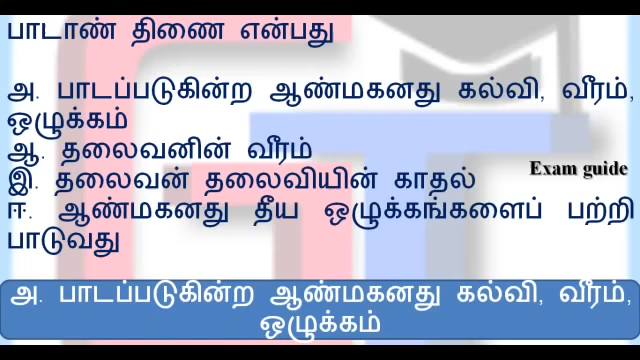 பாடாண் திணை என்பது
அ. பாடப்படுகின்ற ஆண்மகனது கல்வி, வீரம்,
ஒழுக்கம்
ஆ. தலைவனின் வீரம்
இ. தலைவன் தலைவியின் காதல்
Exam guide
ஈ. ஆண்மகனது தீய ஒழுக்கங்களைப் பற்றி
பாடுவது
அ. பாடப்படுகின்ற ஆண்மகனது கல்வி, வீரம்,
ஒழுக்கம்